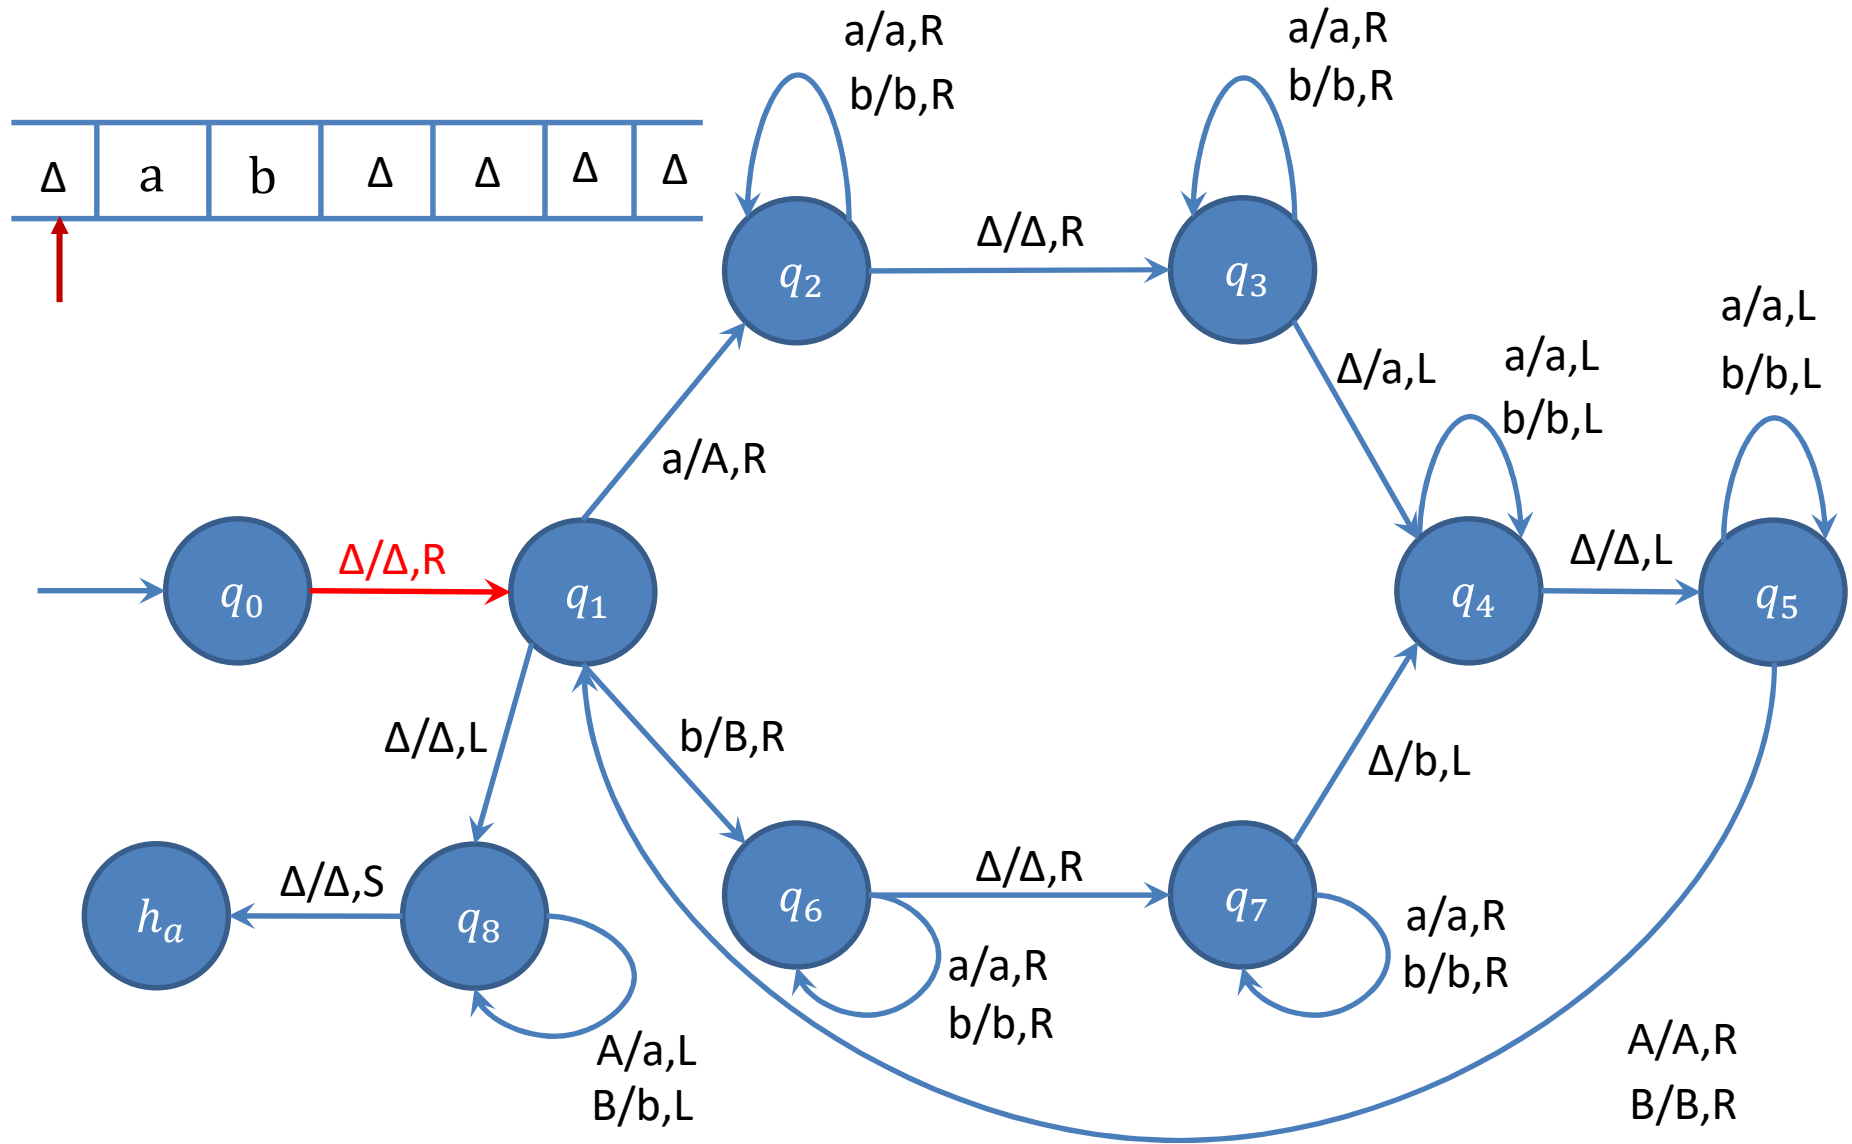 a/a,R
b/b,R
a/a,R
b/b,R
Δ a b Δ Δ Δ Δ
q2
Δ/Δ,R
q3
a/a,L
b/b,L
Δ/a,L
a/a,L
b/b,L
a/A,R
q0
Δ/Δ,R
q1
q4
Δ/Δ,L
q5
Δ/Δ,L
b/B,R
Δ/b,L
ha
Δ/Δ,S
q8
q6
Δ/Δ,R
q7
a/a,R
b/b,R
a/a,R
b/b,R
A/a,L
B/b,L
A/A,R
B/B,R